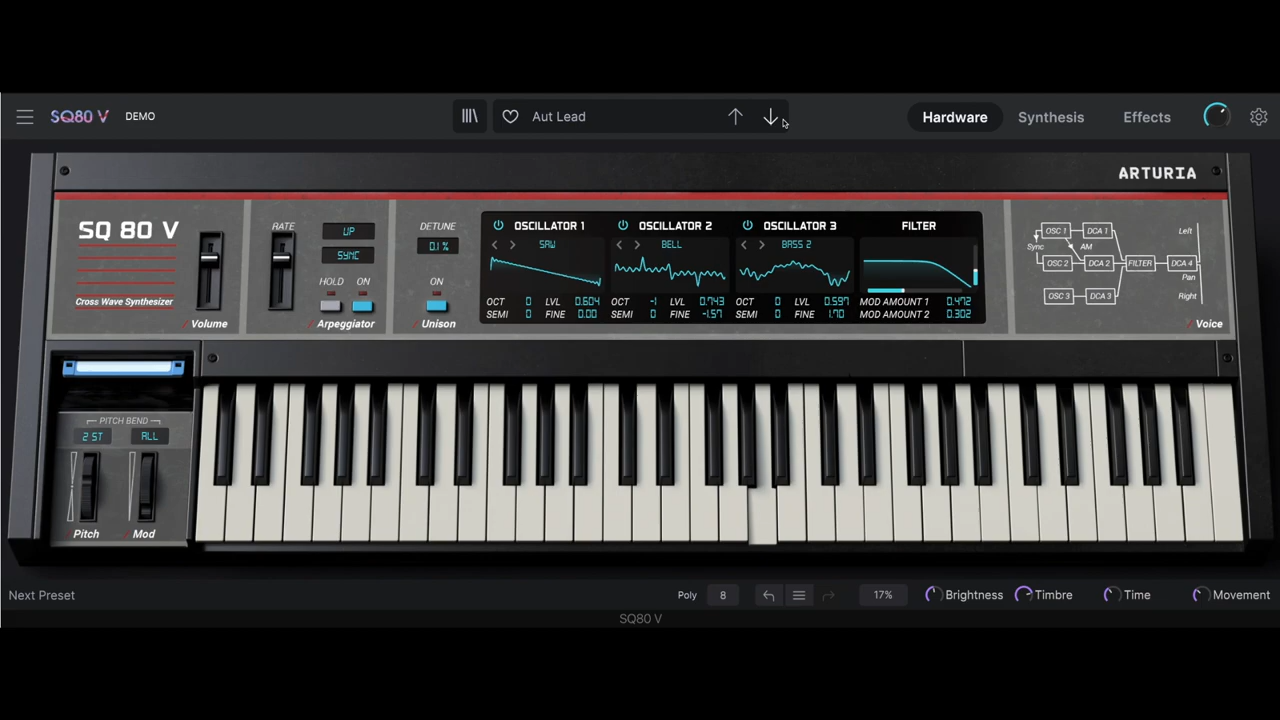 SQ80 V DEMO Aut Lead Hardware Synthesis Effects
ARTURIA
SQ 80 V
Cross Wave Synthesizer
Volume
RATE
UP
SYNC
HOLD ON
Arpeggiator
DETUNE
0.1 %
ON
Unison
OSCILLATOR 1
SAW
OCT 0 LVL 0.604
SEMI 0 FINE 0.00
OSCILLATOR 2
BELL
OCT -1 LVL 0.743
SEMI 0 FINE -1.57
OSCILLATOR 3
BASS 2
OCT 0 LVL 0.597
SEMI 0 FINE 1.70
FILTER
MOD AMOUNT 1 0.472
MOD AMOUNT 2 0.302
OSC 1 DCA 1 Left
Sync AM
OSC 2 DCA 2 FILTER DCA 4
Pan
OSC 3 DCA 3 Right
Voice
PITCH BEND
2 ST ALL
Pitch Mod
Next Preset Poly 8 17% Brightness Timbre Time Movement
SQ80 V